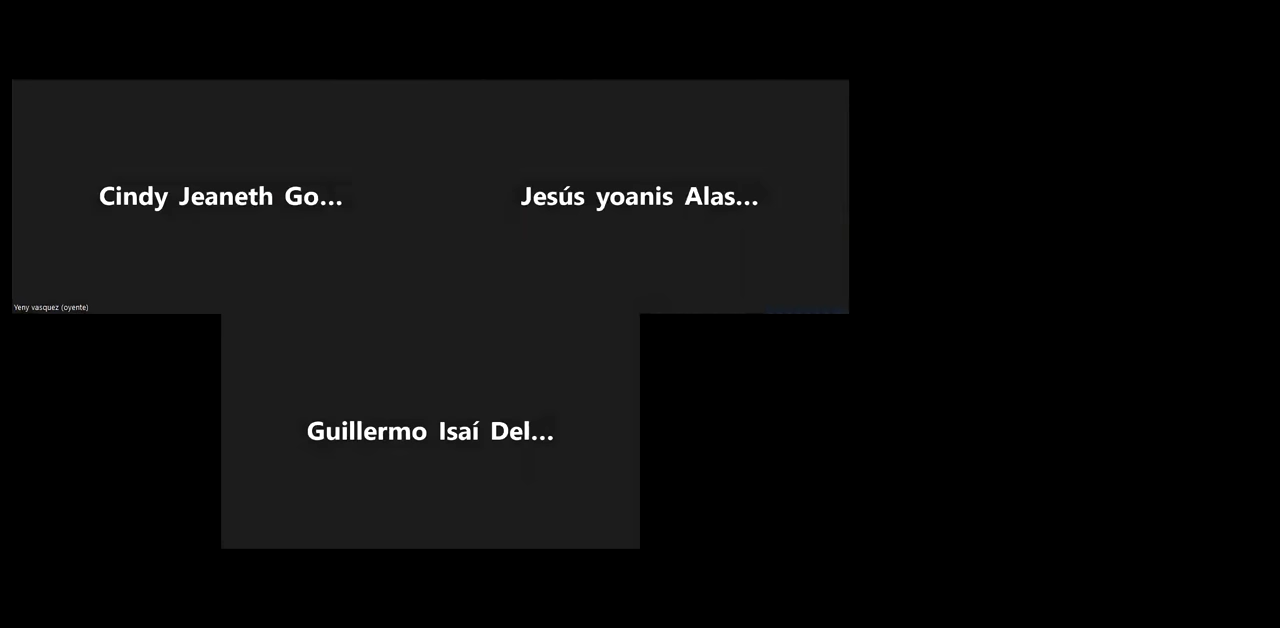 Cindy Jeaneth Go...
Jesús yoanis Alas...
Yeny vasquez (oyente)
Guillermo Isaí Del...